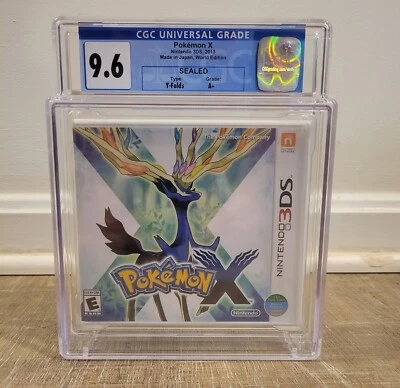 CGC UNIVERSAL GRADE
9.6
Pokémon X
Nintendo 3DS, 2013
Made in Japan, World Edition
SEALED
Type: Grade:
Y-Folds A+
The Pokémon Company
NINTENDO 3DS
POKéMON X
E
Nintendo